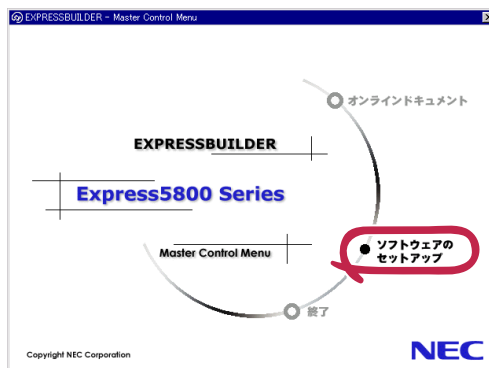 EXPRESSBUILDER - Master Control Menu
オンラインドキュメント
EXPRESSBUILDER
Express5800 Series
ソフトウェアの
セットアップ
Master Control Menu
終了
Copyright NEC Corporation
NEC